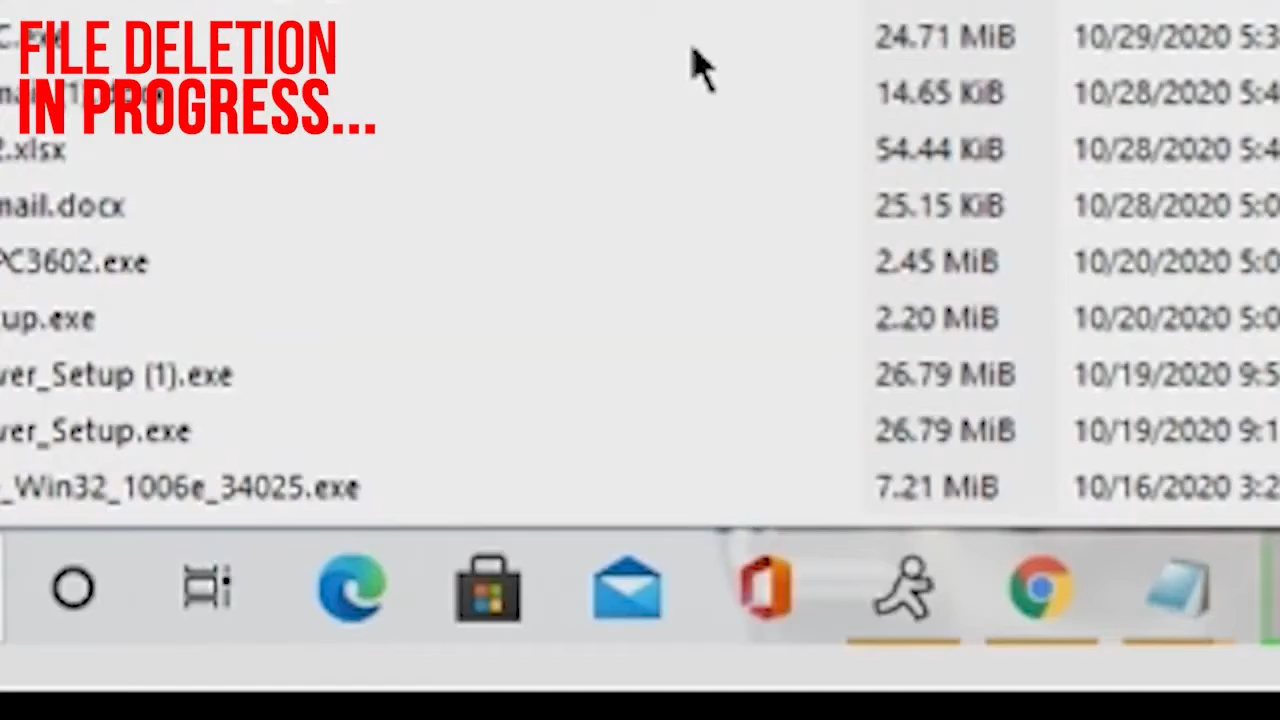 FILE DELETION
IN PROGRESS...
24.71 MiB 10/29/2020
14.65 KiB 10/28/2020
.xlsx 54.44 KiB 10/28/2020
mail.docx 25.15 KiB 10/28/2020
PC3602.exe 2.45 MiB 10/20/2020
up.exe 2.20 MiB 10/20/2020
ver_Setup (1).exe 26.79 MiB 10/19/2020
ver_Setup.exe 26.79 MiB 10/19/2020
_Win32_1006e_34025.exe 7.21 MiB 10/16/2020